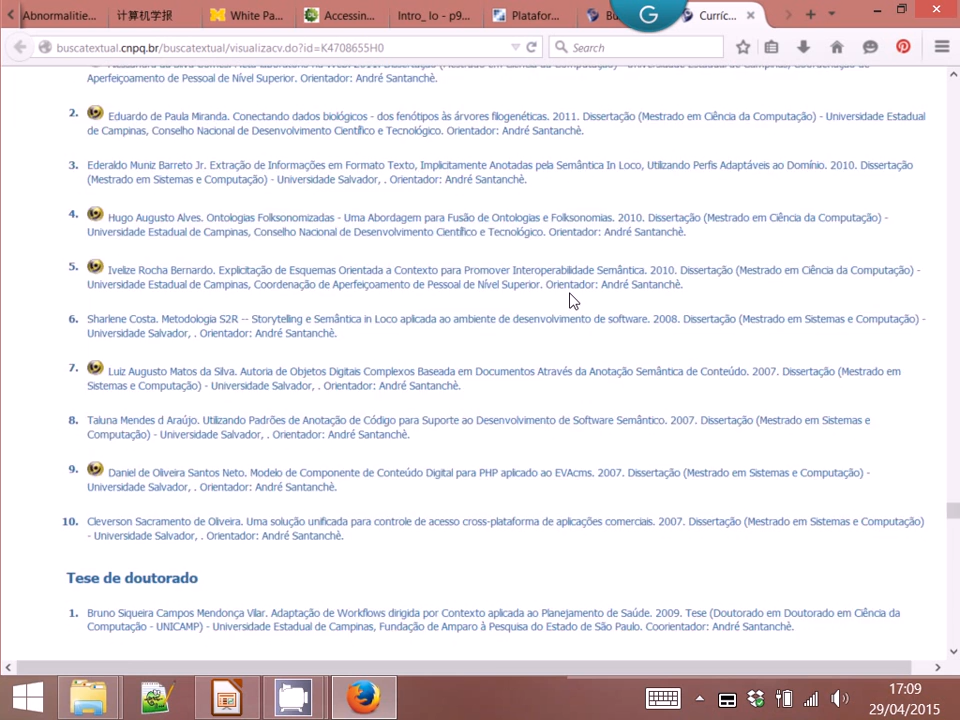 Abnormalitie...
计算机学报
White Pa...
Accessin...
Intro_ Io - p9...
Platafor...
Bu
G
Curríc...
buscatextual.cnpq.br/buscatextual/visualizacv.do?id=K4708655H0
Search
Aperfeiçoamento de Pessoal de Nível Superior. Orientador: André Santanchè.
2. Eduardo de Paula Miranda. Conectando dados biológicos - dos fenótipos às árvores filogenéticas. 2011. Dissertação (Mestrado em Ciência da Computação) - Universidade Estadual
de Campinas, Conselho Nacional de Desenvolvimento Científico e Tecnológico. Orientador: André Santanchè.
3. Ederaldo Muniz Barreto Jr. Extração de Informações em Formato Texto, Implicitamente Anotadas pela Semântica In Loco, Utilizando Perfis Adaptáveis ao Domínio. 2010. Dissertação
(Mestrado em Sistemas e Computação) - Universidade Salvador, . Orientador: André Santanchè.
4. Hugo Augusto Alves. Ontologias Folksonomizadas - Uma Abordagem para Fusão de Ontologias e Folksonomias. 2010. Dissertação (Mestrado em Ciência da Computação) -
Universidade Estadual de Campinas, Conselho Nacional de Desenvolvimento Científico e Tecnológico. Orientador: André Santanchè.
5. Ivelize Rocha Bernardo. Explicitação de Esquemas Orientada a Contexto para Promover Interoperabilidade Semântica. 2010. Dissertação (Mestrado em Ciência da Computação) -
Universidade Estadual de Campinas, Coordenação de Aperfeiçoamento de Pessoal de Nível Superior. Orientador: André Santanchè.
6. Sharlene Costa. Metodologia S2R -- Storytelling e Semântica in Loco aplicada ao ambiente de desenvolvimento de software. 2008. Dissertação (Mestrado em Sistemas e Computação) -
Universidade Salvador, . Orientador: André Santanchè.
7. Luiz Augusto Matos da Silva. Autoria de Objetos Digitais Complexos Baseada em Documentos Através da Anotação Semântica de Conteúdo. 2007. Dissertação (Mestrado em
Sistemas e Computação) - Universidade Salvador, . Orientador: André Santanchè.
8. Taiuna Mendes d Araújo. Utilizando Padrões de Anotação de Código para Suporte ao Desenvolvimento de Software Semântico. 2007. Dissertação (Mestrado em Sistemas e
Computação) - Universidade Salvador, . Orientador: André Santanchè.
9. Daniel de Oliveira Santos Neto. Modelo de Componente de Conteúdo Digital para PHP aplicado ao EVAcms. 2007. Dissertação (Mestrado em Sistemas e Computação) -
Universidade Salvador, . Orientador: André Santanchè.
10. Cleverson Sacramento de Oliveira. Uma solução unificada para controle de acesso cross-plataforma de aplicações comerciais. 2007. Dissertação (Mestrado em Sistemas e Computação)
- Universidade Salvador, . Orientador: André Santanchè.
Tese de doutorado
1. Bruno Siqueira Campos Mendonça Vilar. Adaptação de Workflows dirigida por Contexto aplicada ao Planejamento de Saúde. 2009. Tese (Doutorado em Doutorado em Ciência da
Computação - UNICAMP) - Universidade Estadual de Campinas, Fundação de Amparo à Pesquisa do Estado de São Paulo. Coorientador: André Santanchè.
17:09
29/04/2015